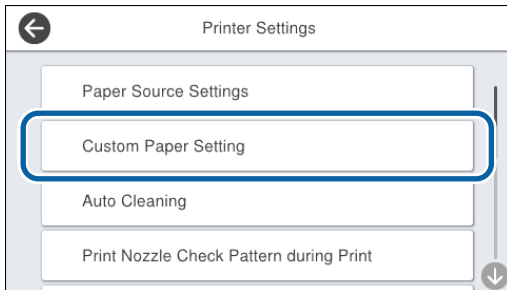 Printer Settings
Paper Source Settings
Custom Paper Setting
Auto Cleaning
Print Nozzle Check Pattern during Print